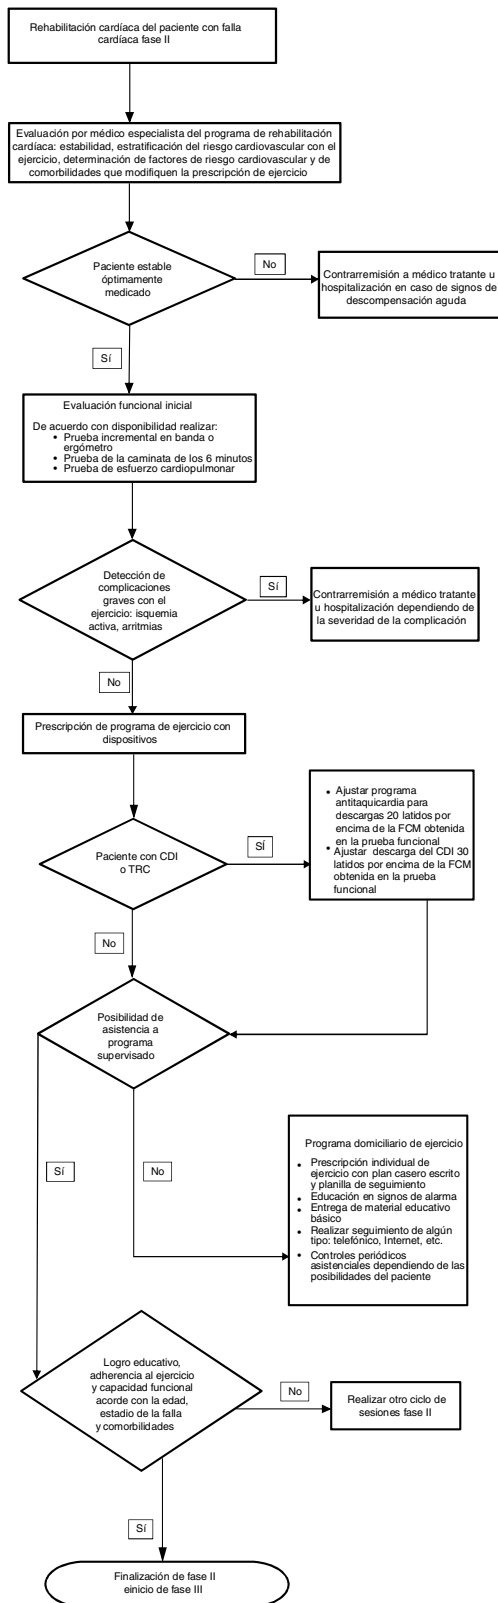 Rehabilitación cardíaca del paciente con falla
cardíaca fase II
Evaluación por médico especialista del programa de rehabilitación
cardíaca: estabilidad, estratificación del riesgo cardiovascular con el
ejercicio, determinación de factores de riesgo cardiovascular y de
comorbilidades que modifiquen la prescripción de ejercicio
Paciente estable
óptimamente
medicado
No
Contrarremisión a médico tratante u
hospitalización en caso de signos de
descompensación aguda
Sí
Evaluación funcional inicial
De acuerdo con disponibilidad realizar:
• Prueba incremental en banda o
ergómetro
• Prueba de la caminata de los 6 minutos
• Prueba de esfuerzo cardiopulmonar
Detección de
complicaciones
graves con el
ejercicio: isquemia
activa, arritmias
Sí
Contrarremisión a médico tratante
u hospitalización dependiendo de
la severidad de la complicación
No
Prescripción de programa de ejercicio con
dispositivos
Paciente con CDI
o TRC
SÍ
• Ajustar programa
antitaquicardia para
descargas 20 latidos por
encima de la FCM obtenida
en la prueba funcional
• Ajustar descarga del CDI 30
latidos por encima de la FCM
obtenida en la prueba
funcional
No
Posibilidad de
asistencia a
programa
supervisado
Sí
No
Programa domiciliario de ejercicio
• Prescripción individual de
ejercicio con plan casero escrito
y planilla de seguimiento
• Educación en signos de alarma
• Entrega de material educativo
básico
• Realizar seguimiento de algún
tipo: telefónico, Internet, etc.
• Controles periódicos
asistenciales dependiendo de las
posibilidades del paciente
Logro educativo,
adherencia al ejercicio
y capacidad funcional
acorde con la edad,
estadio de la falla
y comorbilidades
No
Realizar otro ciclo de
sesiones fase II
Sí
Finalización de fase II
einicio de fase III